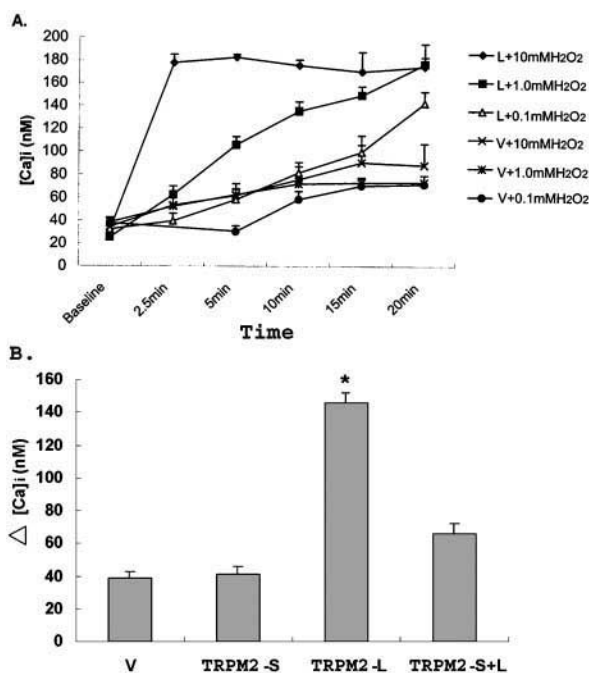 A.
[Ca]i (nM)
200
180
160
140
120
100
80
60
40
20
0
Baseline
2.5min
5min
10min
15min
20min
Time
L+10mMH2O2
L+1.0mMH2O2
L+0.1mMH2O2
V+10mMH2O2
V+1.0mMH2O2
V+0.1mMH2O2
B.
△ [Ca]i (nM)
160
140
120
100
80
60
40
20
0
*
V
TRPM2-S
TRPM2-L
TRPM2-S+L